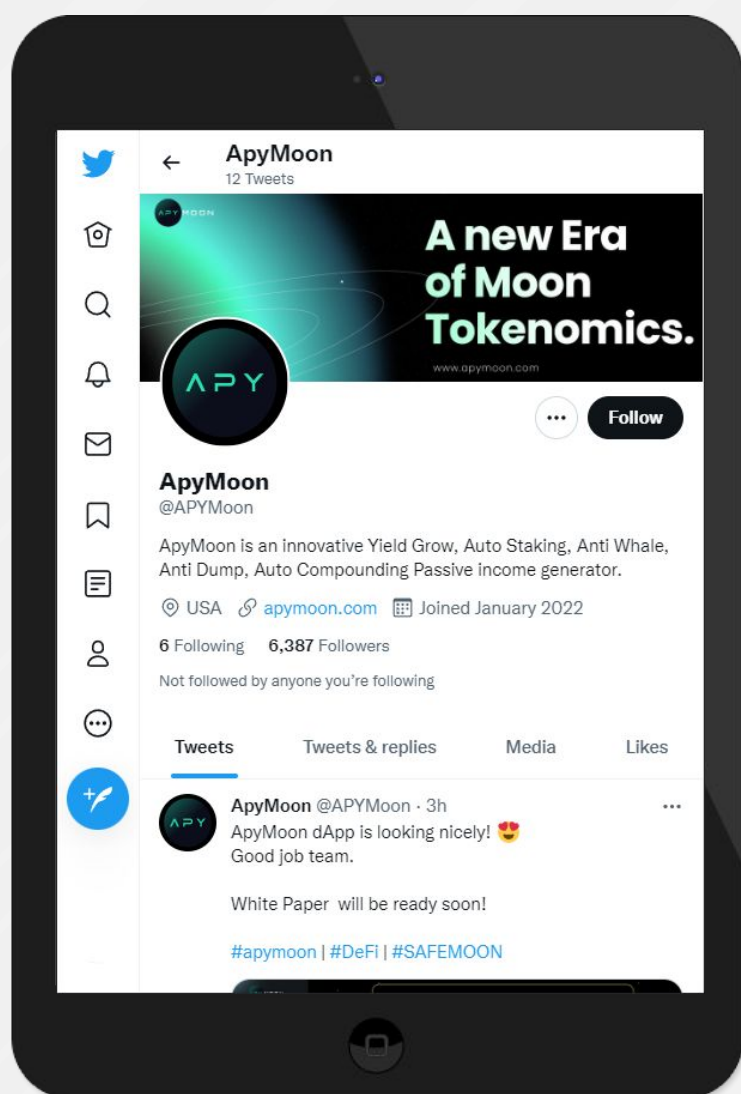 ApyMoon
12 Tweets
APY MOON
A new Era
of Moon
Tokenomics.
www.apymoon.com
APY
Follow
ApyMoon
@APYMoon
ApyMoon is an innovative Yield Grow, Auto Staking, Anti Whale,
Anti Dump, Auto Compounding Passive income generator.
USA apymoon.com Joined January 2022
6 Following 6,387 Followers
Not followed by anyone you're following
Tweets Tweets & replies Media Likes
APY
ApyMoon @APYMoon · 3h
ApyMoon dApp is looking nicely! 😍
Good job team.
White Paper will be ready soon!
#apymoon | #DeFi | #SAFEMOON